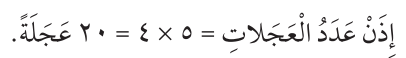 إِذَنْ عَدَدُ الْعَجَلاتِ = ٥ × ٤ = ٢٠ عَجَلَةً.